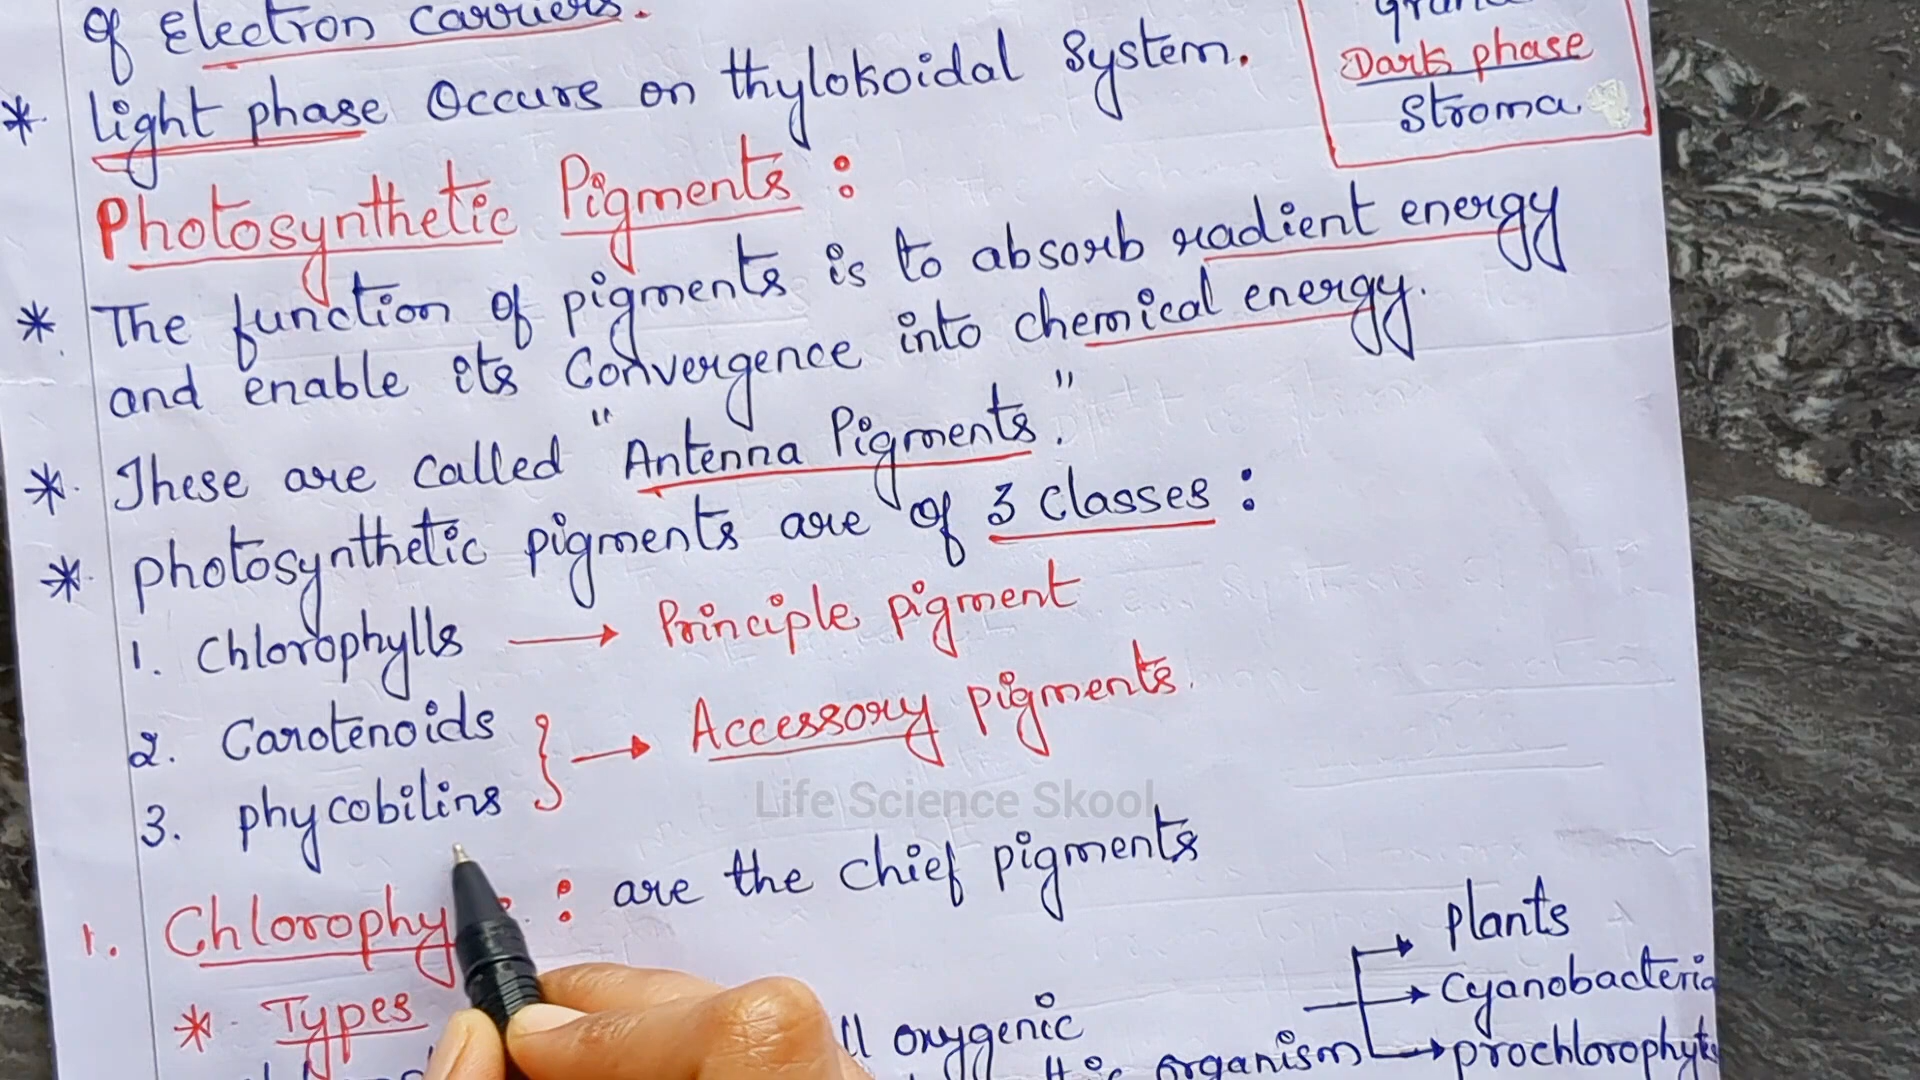 of Electron carriers.
* light phase Occurs on thylokoidal System.
Dark phase
Stroma.
Photosynthetic Pigments :
* The function of pigments is to absorb radient energy
and enable its Convergence into chemical energy.
* These are called "Antenna Pigments."
* photosynthetic pigments are of 3 classes :
1. Chlorophylls → Principle pigment
2. Carotenoids
3. phycobilins } → Accessory pigments.
Life Science Skool
1. Chlorophy : are the chief pigments
* Types
plants
Cyanobacteria
oxygenic
organism → prochlorophyt